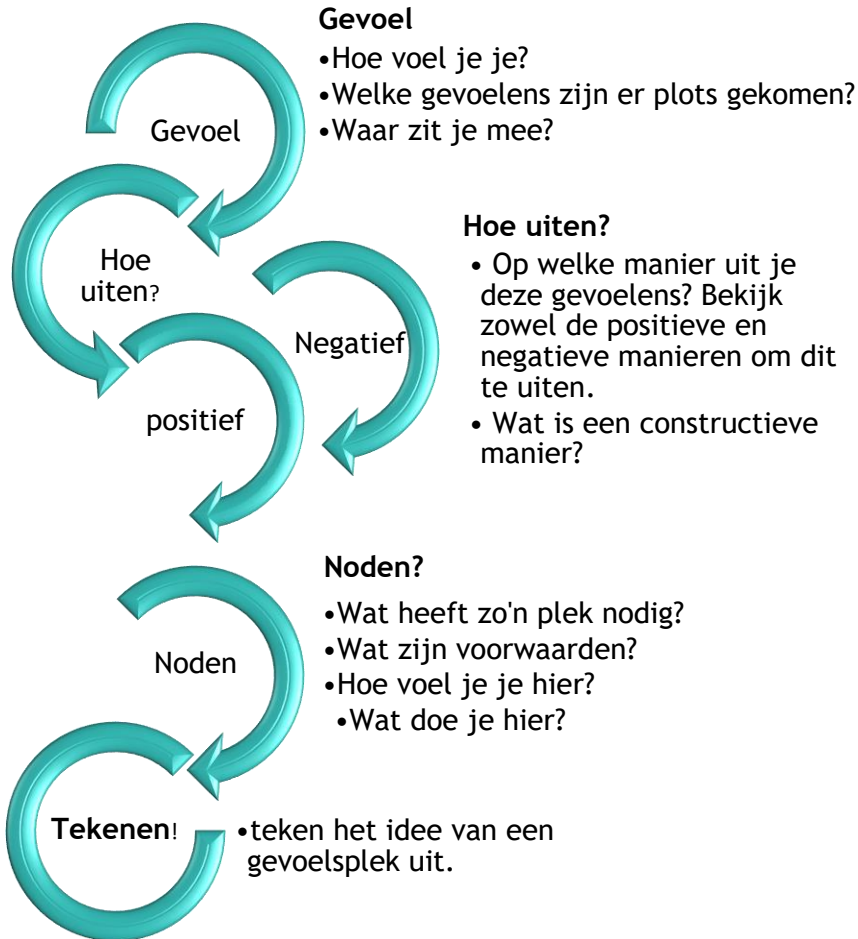 Gevoel
•Hoe voel je je?
•Welke gevoelens zijn er plots gekomen?
•Waar zit je mee?
Gevoel
Hoe
uiten?
Hoe uiten?
• Op welke manier uit je
deze gevoelens? Bekijk
zowel de positieve en
negatieve manieren om dit
te uiten.
• Wat is een constructieve
manier?
Negatief
positief
Noden?
•Wat heeft zo'n plek nodig?
•Wat zijn voorwaarden?
•Hoe voel je je hier?
•Wat doe je hier?
Noden
Tekenen!
•teken het idee van een
gevoelsplek uit.